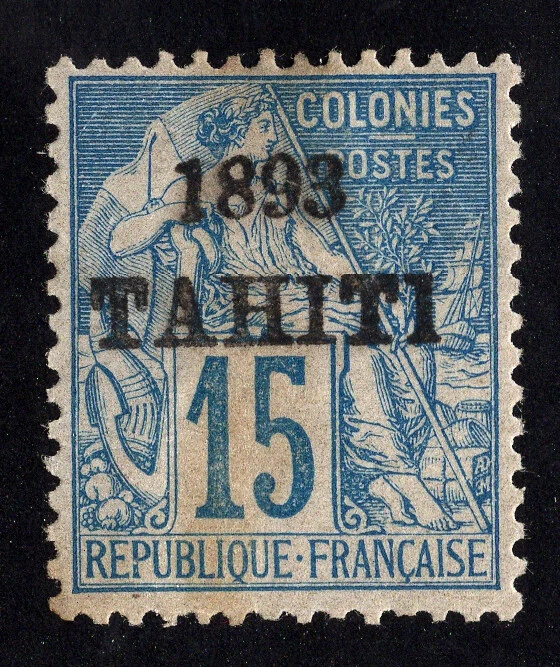 COLONIES
POSTES
1893
TAHITI
15
REPUBLIQUE·FRANÇAISE